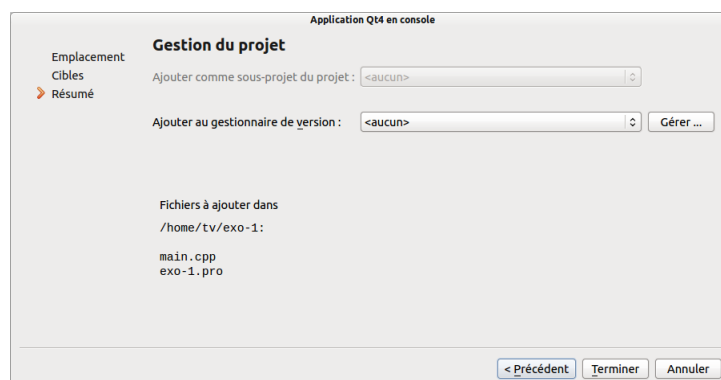 Application Qt4 en console
Emplacement
Cibles
Résumé
Gestion du projet
Ajouter comme sous-projet du projet : <aucun>
Ajouter au gestionnaire de version : <aucun> Gérer ...
Fichiers à ajouter dans
/home/tv/exo-1:
main.cpp
exo-1.pro
< Précédent Terminer Annuler